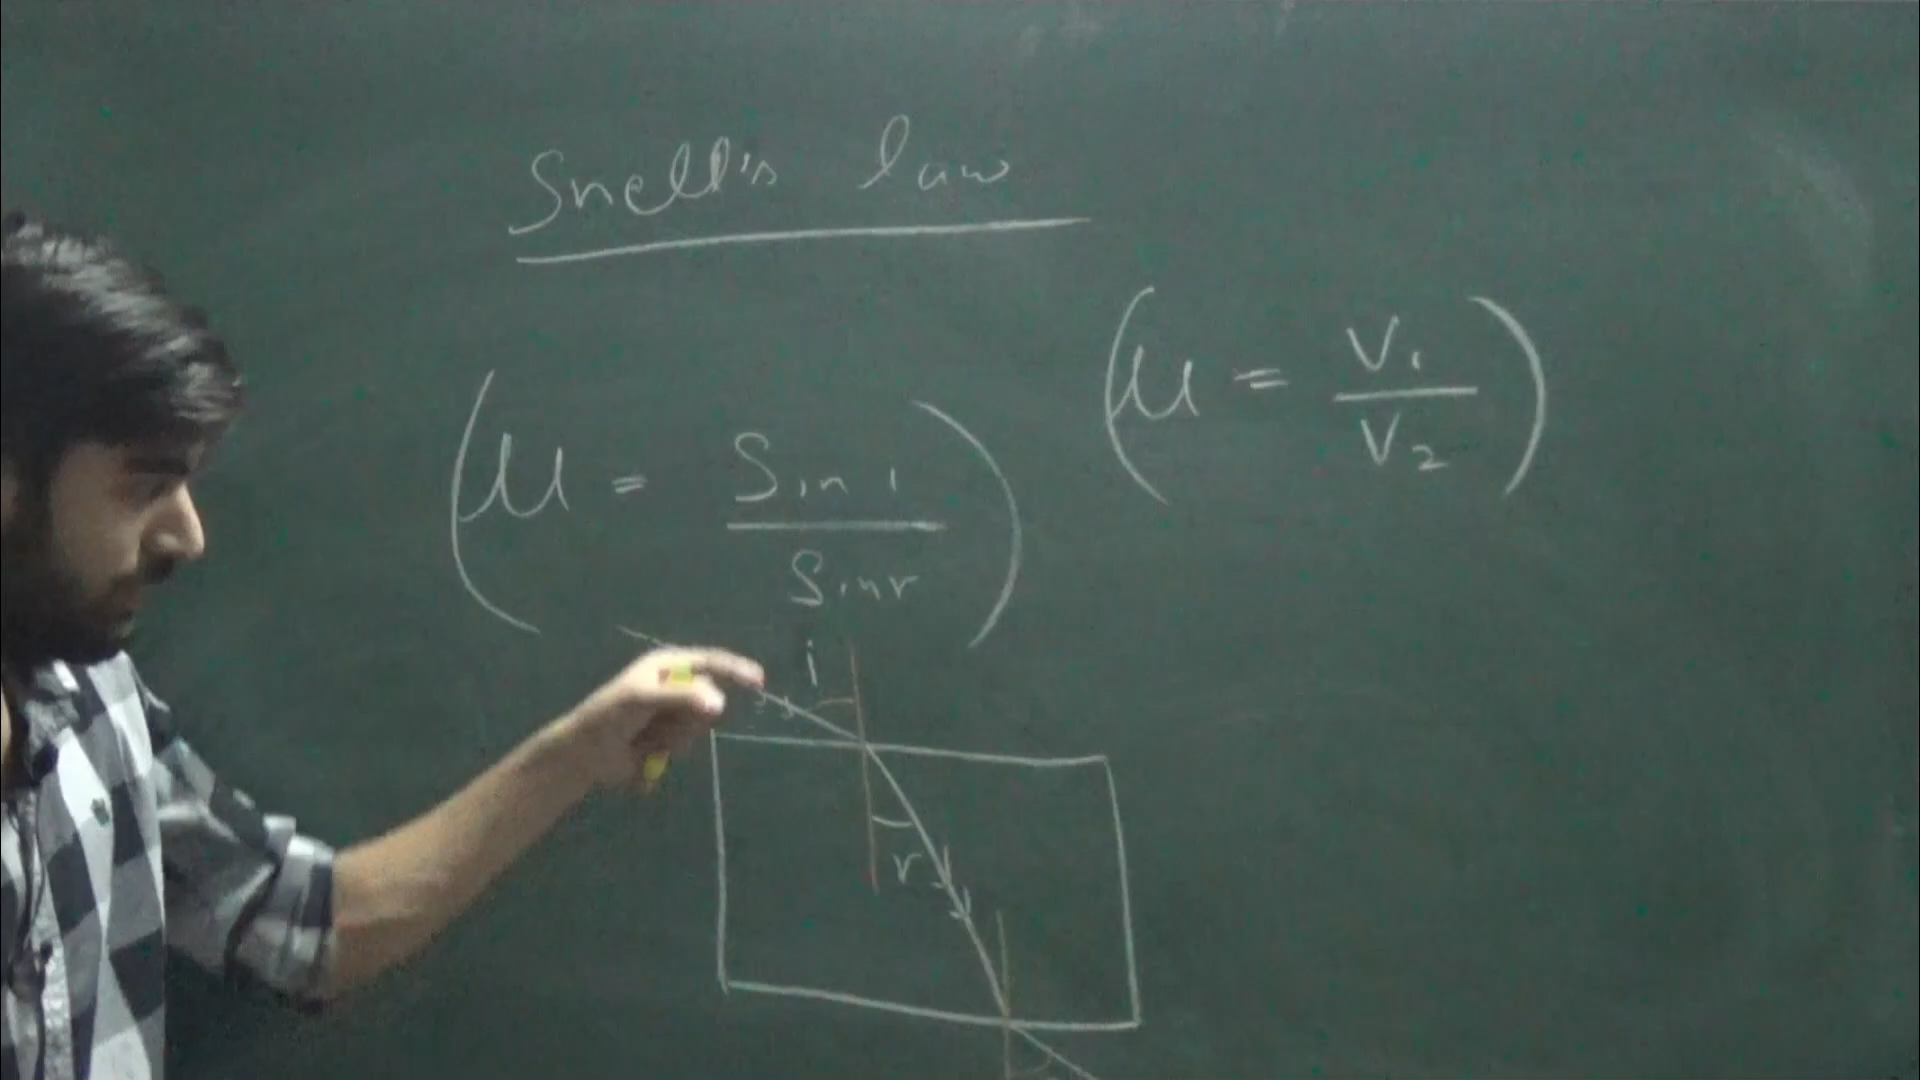 Snell's law
μ = Sin i / Sin r
μ = V₁ / V₂
i
r